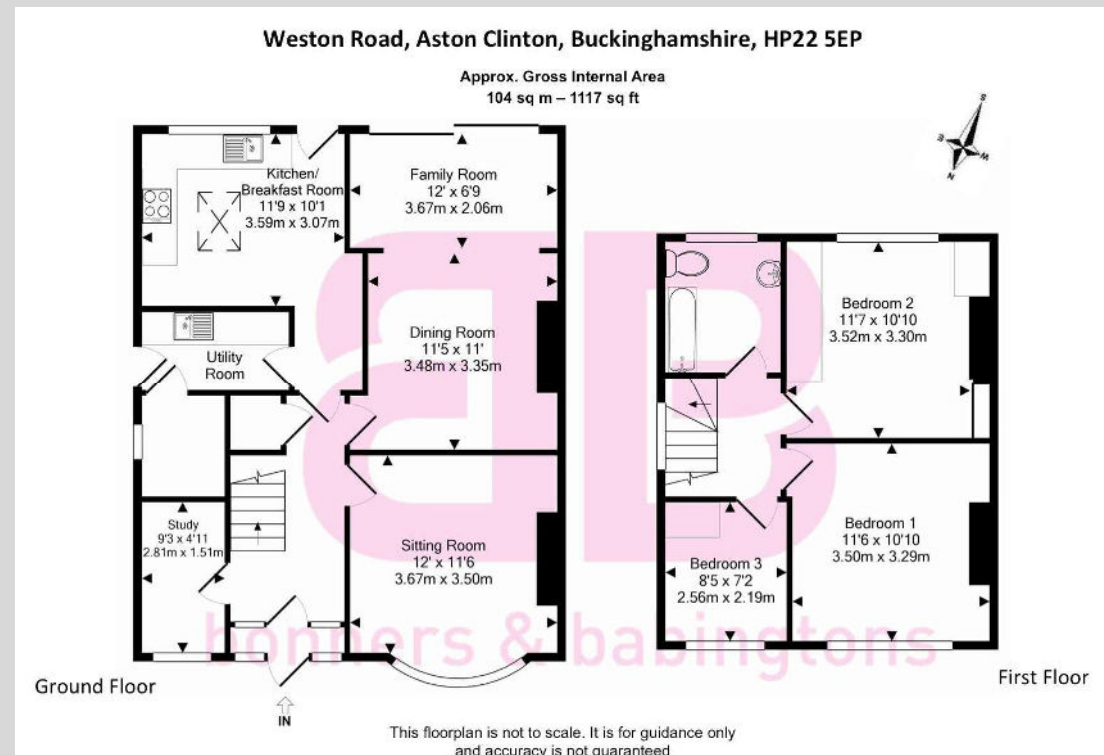 Weston Road, Aston Clinton, Buckinghamshire, HP22 5EP
Approx. Gross Internal Area
104 sq m – 1117 sq ft
S
E
W
N
Kitchen/
Breakfast Room
11'9 x 10'1
3.59m x 3.07m
Family Room
12' x 6'9
3.67m x 2.06m
Dining Room
11'5 x 11'
3.48m x 3.35m
Utility
Room
Study
9'3 x 4'11
2.81m x 1.51m
Sitting Room
12' x 11'6
3.67m x 3.50m
Bedroom 2
11'7 x 10'10
3.52m x 3.30m
Bedroom 1
11'6 x 10'10
3.50m x 3.29m
Bedroom 3
8'5 x 7'2
2.56m x 2.19m
bonners & babingtons
Ground Floor
First Floor
IN
This floorplan is not to scale. It is for guidance only
and accuracy is not guaranteed